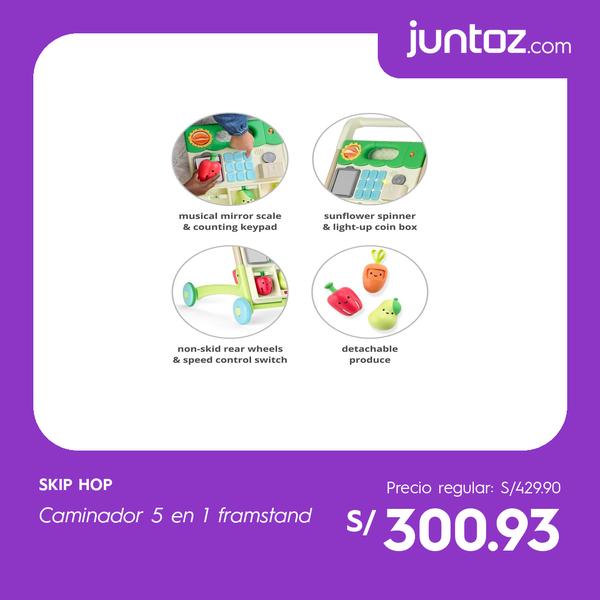 juntoz.com
musical mirror scale
& counting keypad
sunflower spinner
& light-up coin box
non-skid rear wheels
& speed control switch
detachable
produce
SKIP HOP
Caminador 5 en 1 framstand
Precio regular: S/429.90
S/ 300.93